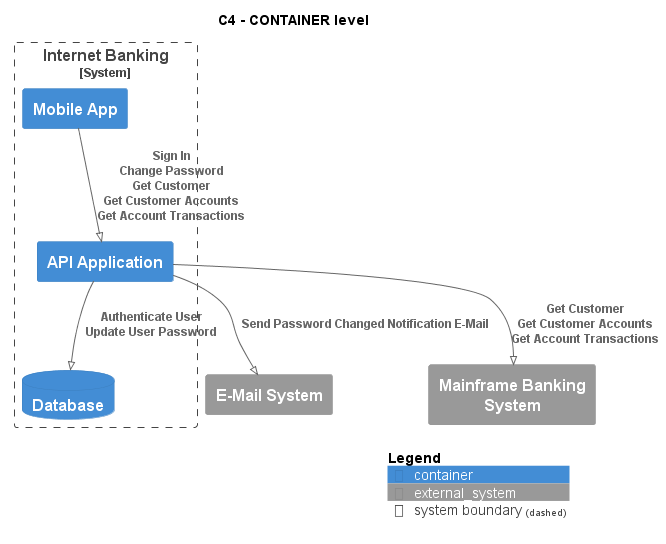 C4 - CONTAINER level
Internet Banking
[System]
Mobile App
Sign In
Change Password
Get Customer
Get Customer Accounts
Get Account Transactions
API Application
Authenticate User
Update User Password
Send Password Changed Notification E-Mail
Get Customer
Get Customer Accounts
Get Account Transactions
Database
E-Mail System
Mainframe Banking
System
Legend
container
external_system
system boundary (dashed)